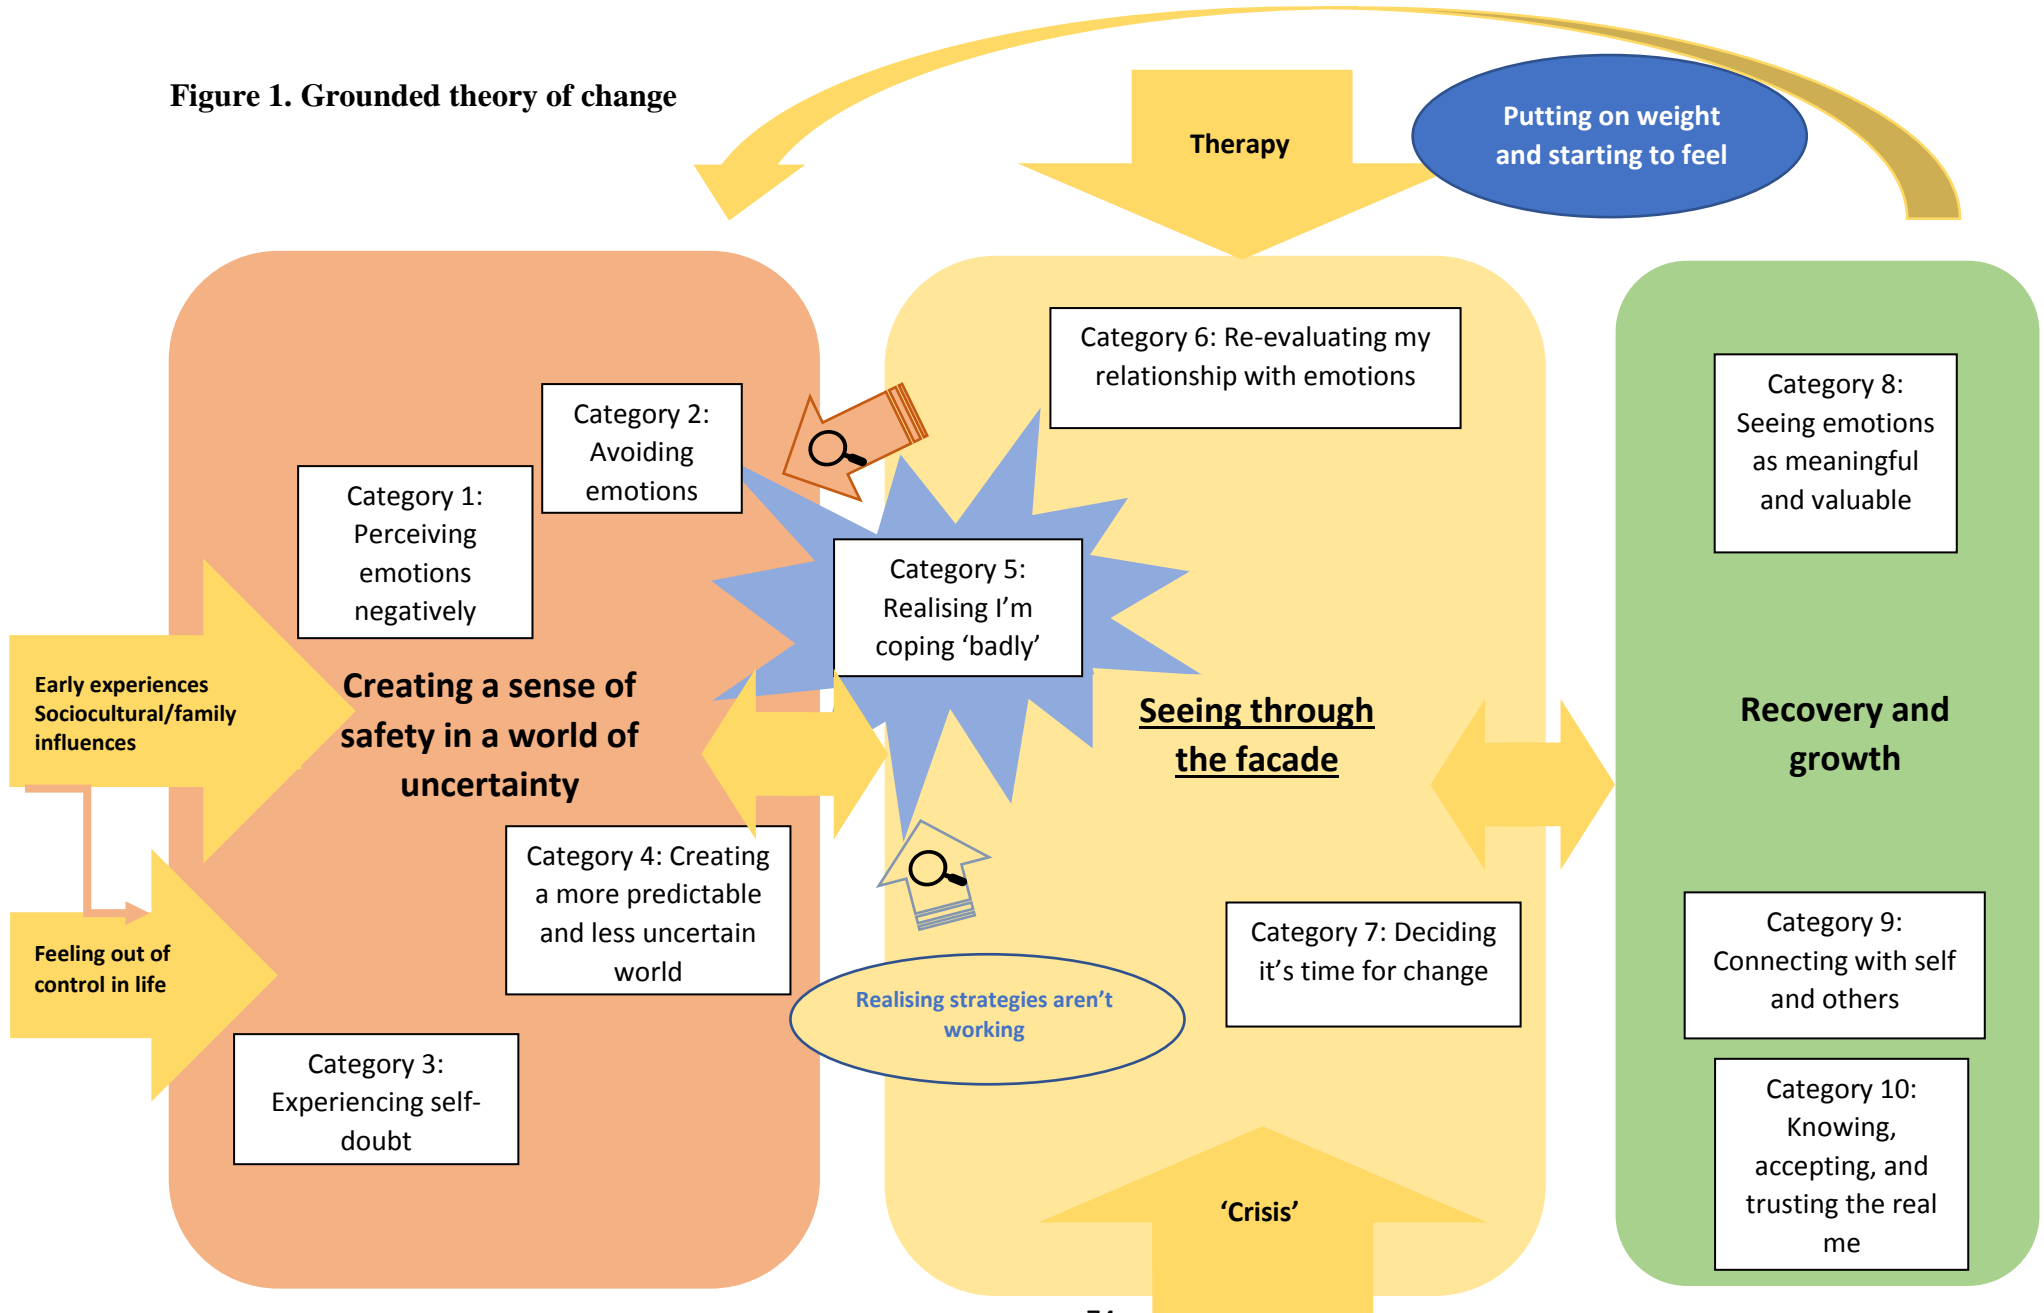 Figure 1. Grounded theory of change
Therapy
Putting on weight
and starting to feel
Category 1:
Perceiving
emotions
negatively
Category 2:
Avoiding
emotions
Early experiences
Sociocultural/family
influences
Creating a sense of
safety in a world of
uncertainty
Feeling out of
control in life
Category 4: Creating
a more predictable
and less uncertain
world
Category 3:
Experiencing self-
doubt
Category 6: Re-evaluating my
relationship with emotions
Category 5:
Realising I’m
coping ‘badly’
Seeing through
the facade
Realising strategies aren’t
working
Category 7: Deciding
it’s time for change
‘Crisis’
Category 8:
Seeing emotions
as meaningful
and valuable
Recovery and
growth
Category 9:
Connecting with self
and others
Category 10:
Knowing,
accepting, and
trusting the real
me